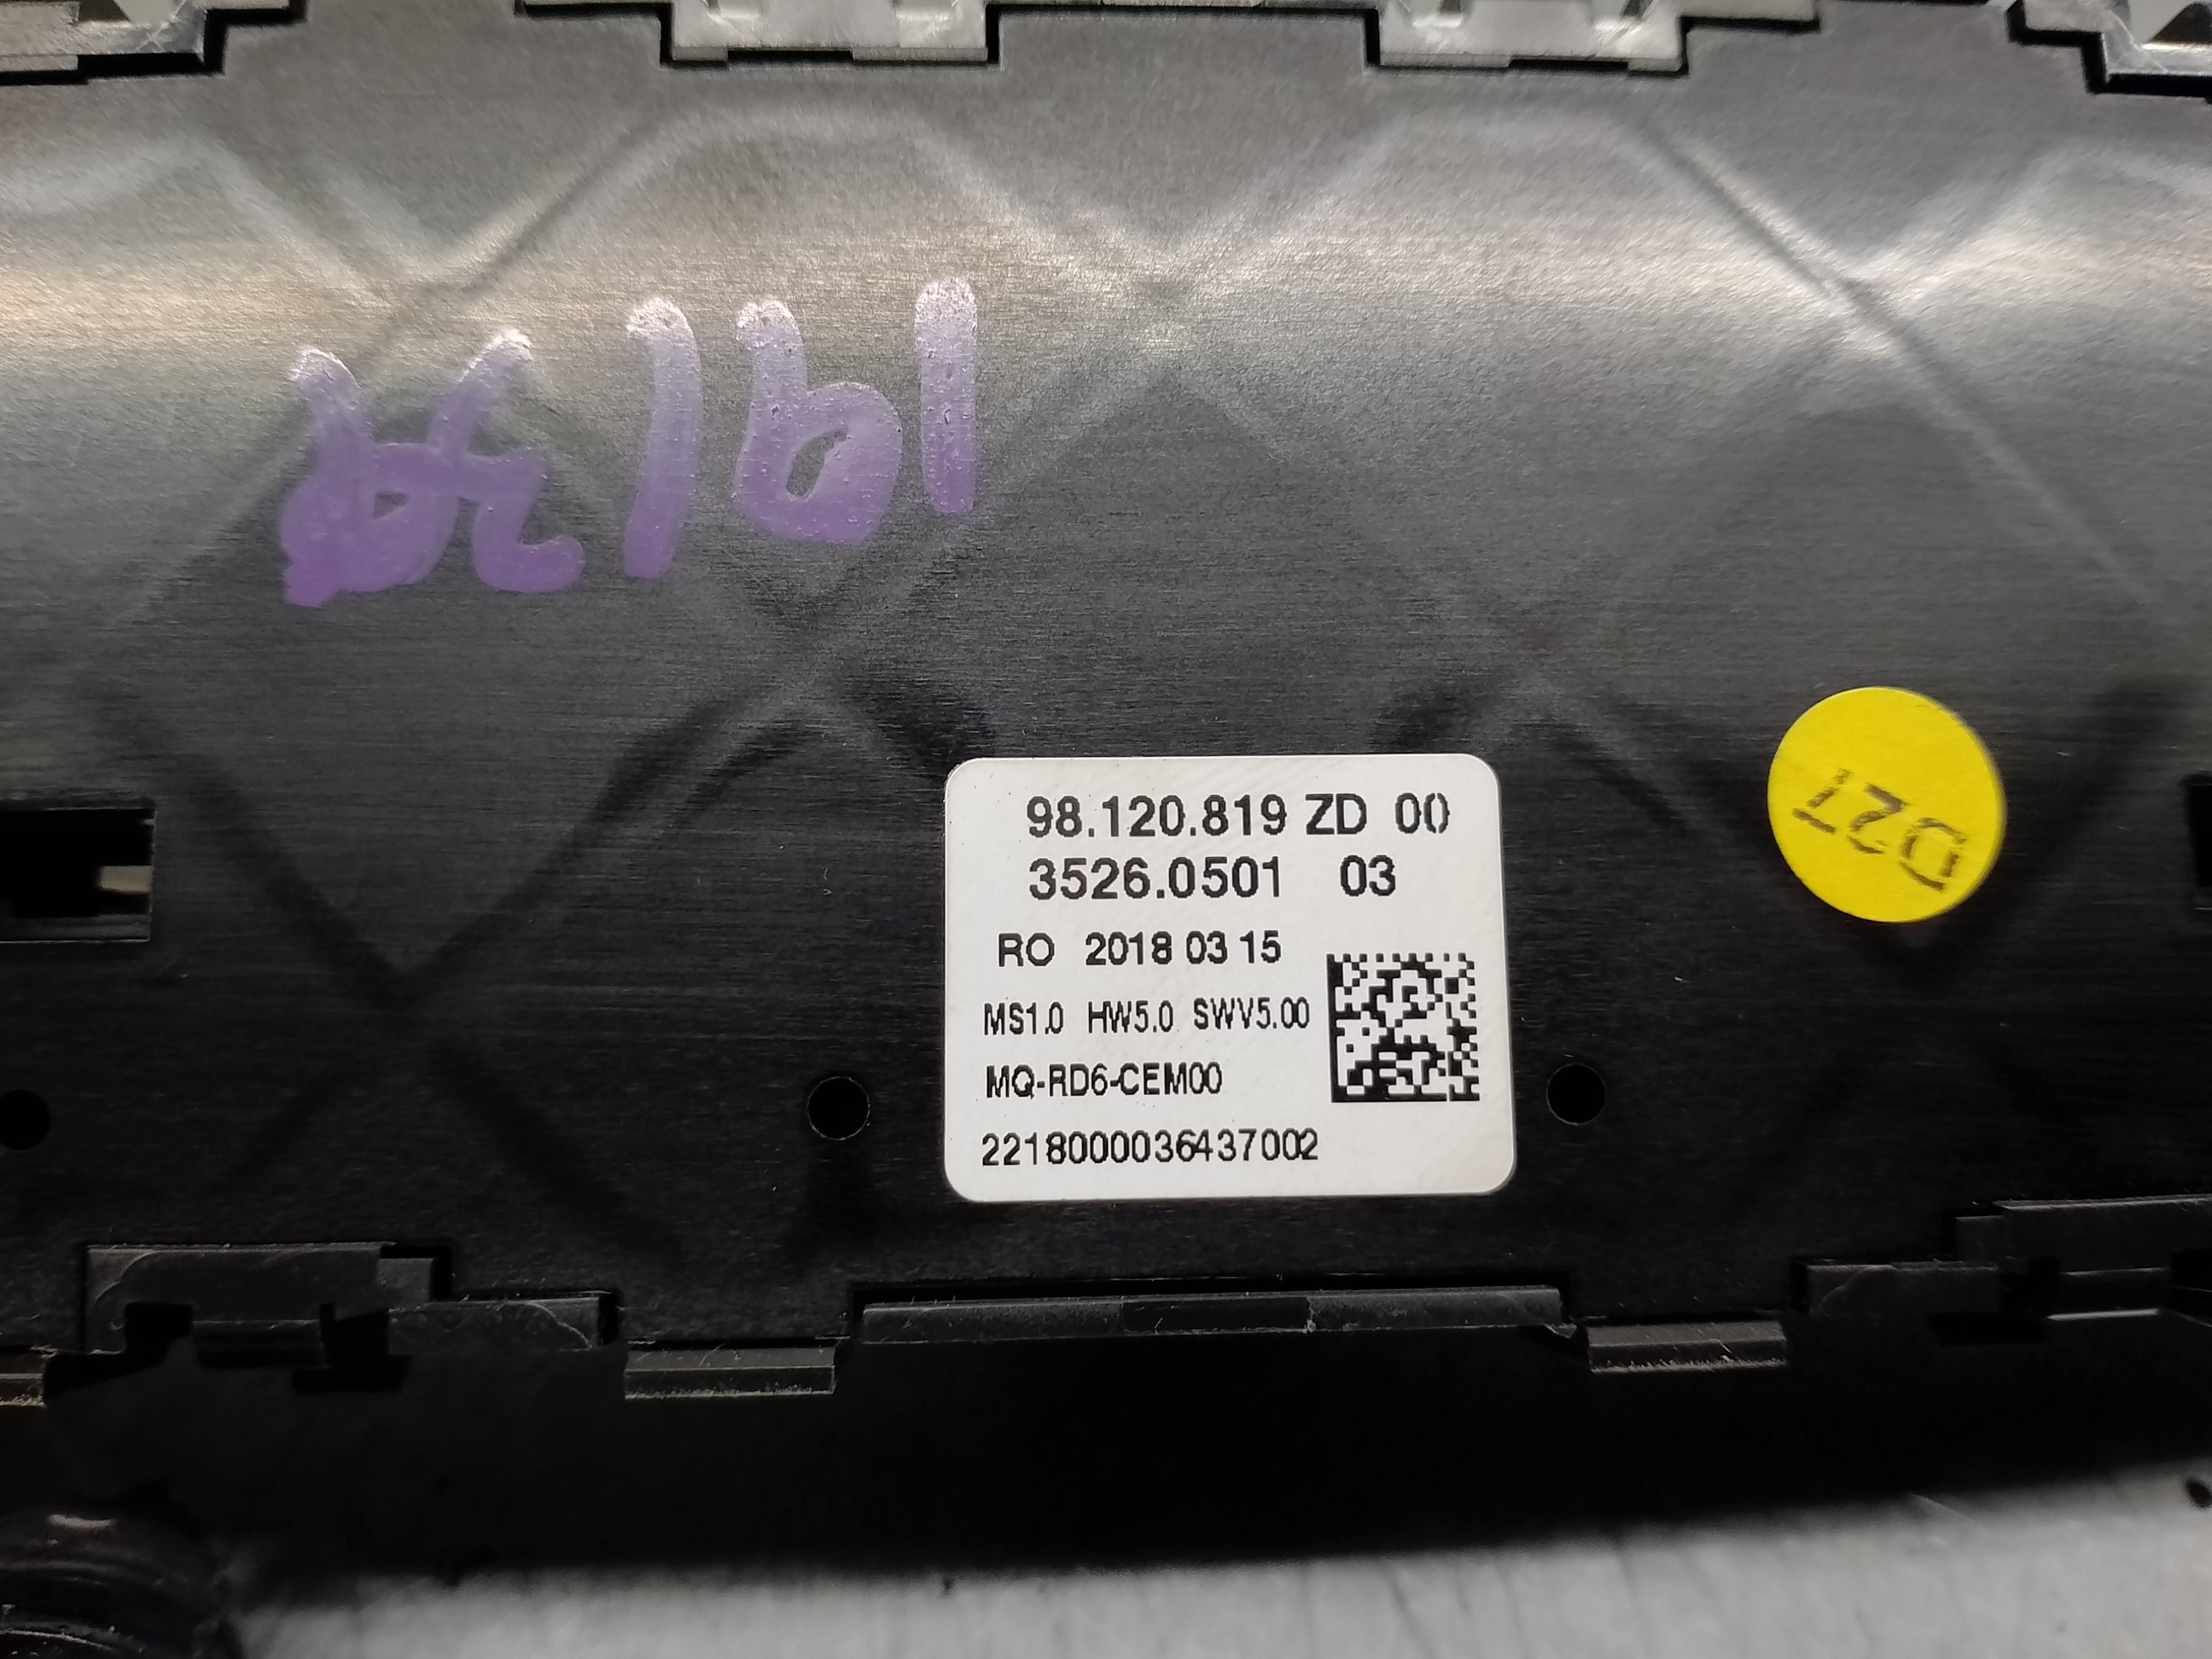 98.120.819 ZD 00
3526.0501 03
RO 2018 03 15
MS1.0 HW5.0 SWV5.00
MQ-RD6-CEM00
2218000036437002
D27